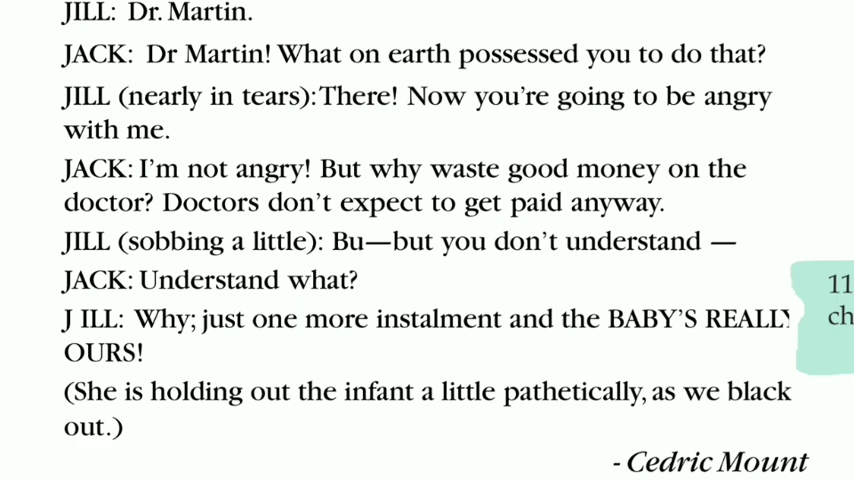 JILL: Dr. Martin.
JACK: Dr Martin! What on earth possessed you to do that?
JILL (nearly in tears):There! Now you're going to be angry
with me.
JACK: I'm not angry! But why waste good money on the
doctor? Doctors don't expect to get paid anyway.
JILL (sobbing a little): Bu—but you don't understand —
JACK: Understand what?
J ILL: Why; just one more instalment and the BABY'S REALLY
OURS!
(She is holding out the infant a little pathetically, as we black
out.)
- Cedric Mount
11
ch